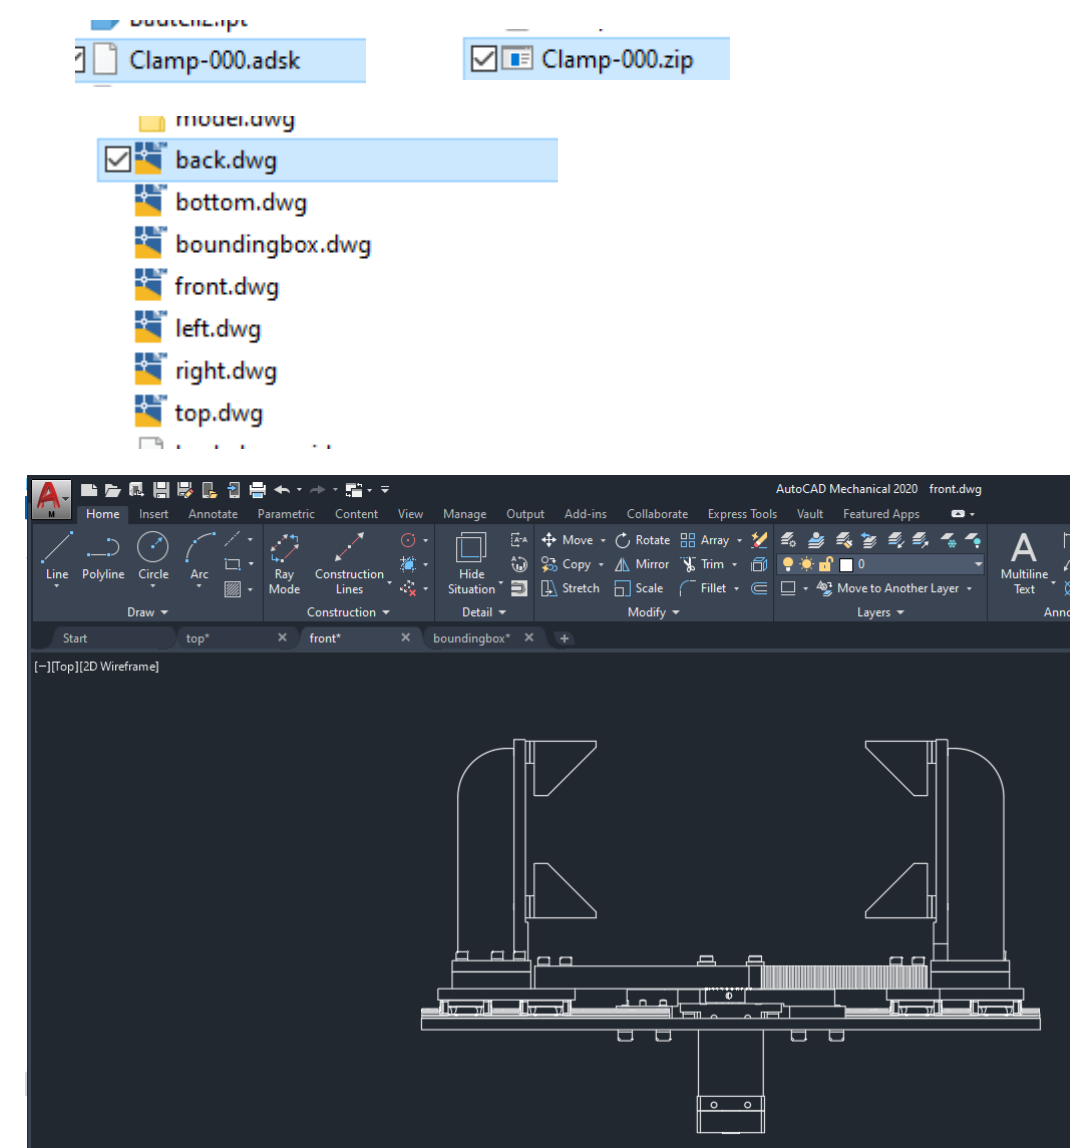 Clamp-000.adsk
Clamp-000.zip
model.dwg
back.dwg
bottom.dwg
boundingbox.dwg
front.dwg
left.dwg
right.dwg
top.dwg
AutoCAD Mechanical 2020 front.dwg
Home Insert Annotate Parametric Content View Manage Output Add-ins Collaborate Express Tools Vault Featured Apps
Move Rotate Array
Copy Mirror Trim 0
Line Polyline Circle Arc Ray Mode Construction Lines Hide Situation Multiline Text
Stretch Scale Fillet Move to Another Layer
Draw Construction Detail Modify Layers Anno
Start top* front* boundingbox*
[−][Top][2D Wireframe]